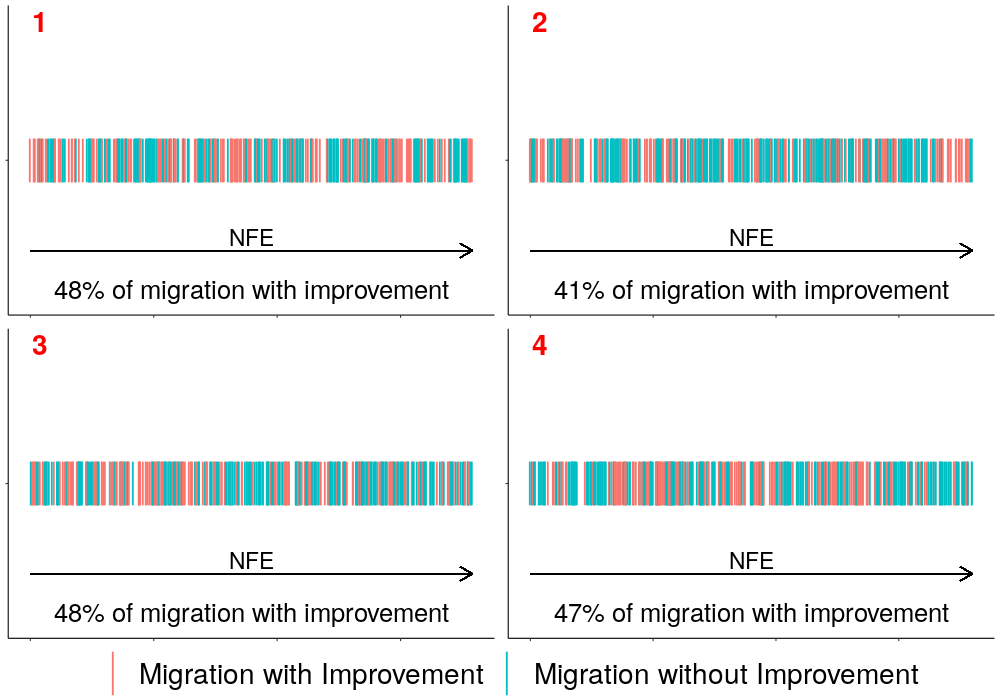 1
NFE
48% of migration with improvement
2
NFE
41% of migration with improvement
3
NFE
48% of migration with improvement
4
NFE
47% of migration with improvement
Migration with Improvement
Migration without Improvement